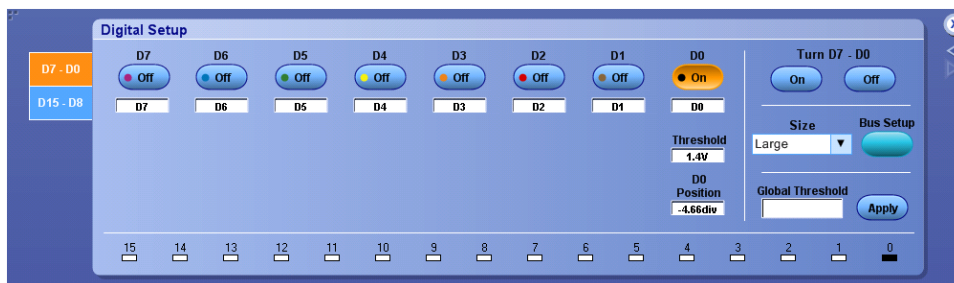 Digital Setup
D7 - D0
D15 - D8
D7 D6 D5 D4 D3 D2 D1 D0
Off Off Off Off Off Off Off On
D7 D6 D5 D4 D3 D2 D1 D0
Threshold
1.4V
D0
Position
-4.66div
Turn D7 - D0
On Off
Size
Bus Setup
Large
Global Threshold
Apply
15 14 13 12 11 10 9 8 7 6 5 4 3 2 1 0